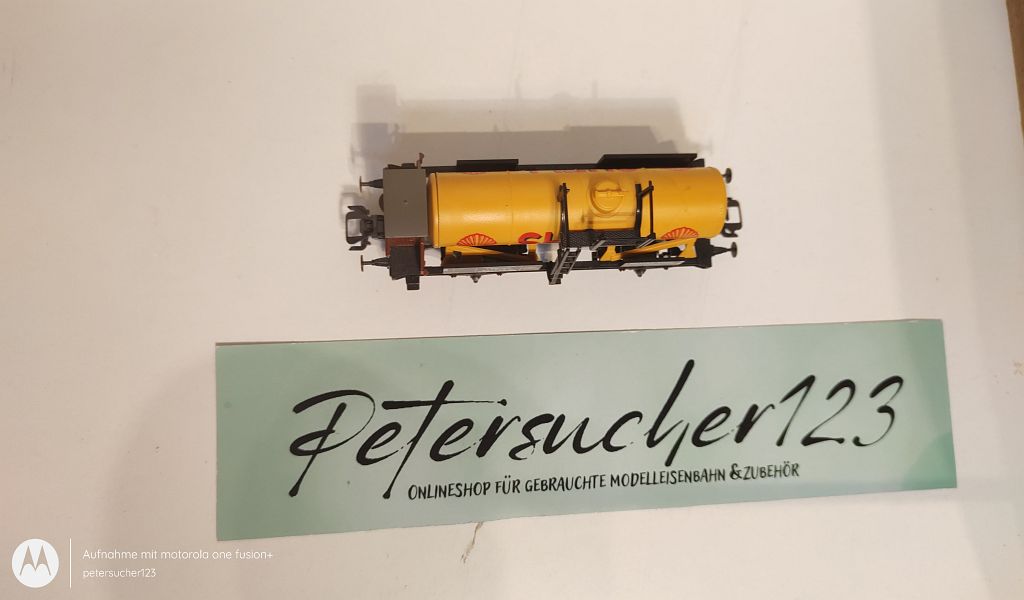 Petersucher123
ONLINESHOP FÜR GEBRAUCHTE MODELLEISENBAHN & ZUBEHÖR
Aufnahme mit motorola one fusion+
petersucher123